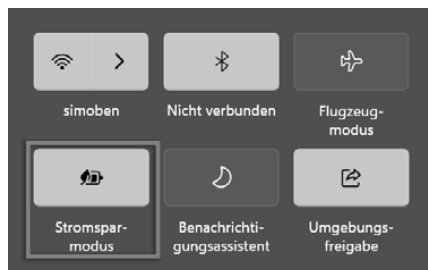 simoben
Nicht verbunden
Flugzeug-
modus
Stromspar-
modus
Benachrichti-
gungsassistent
Umgebungs-
freigabe